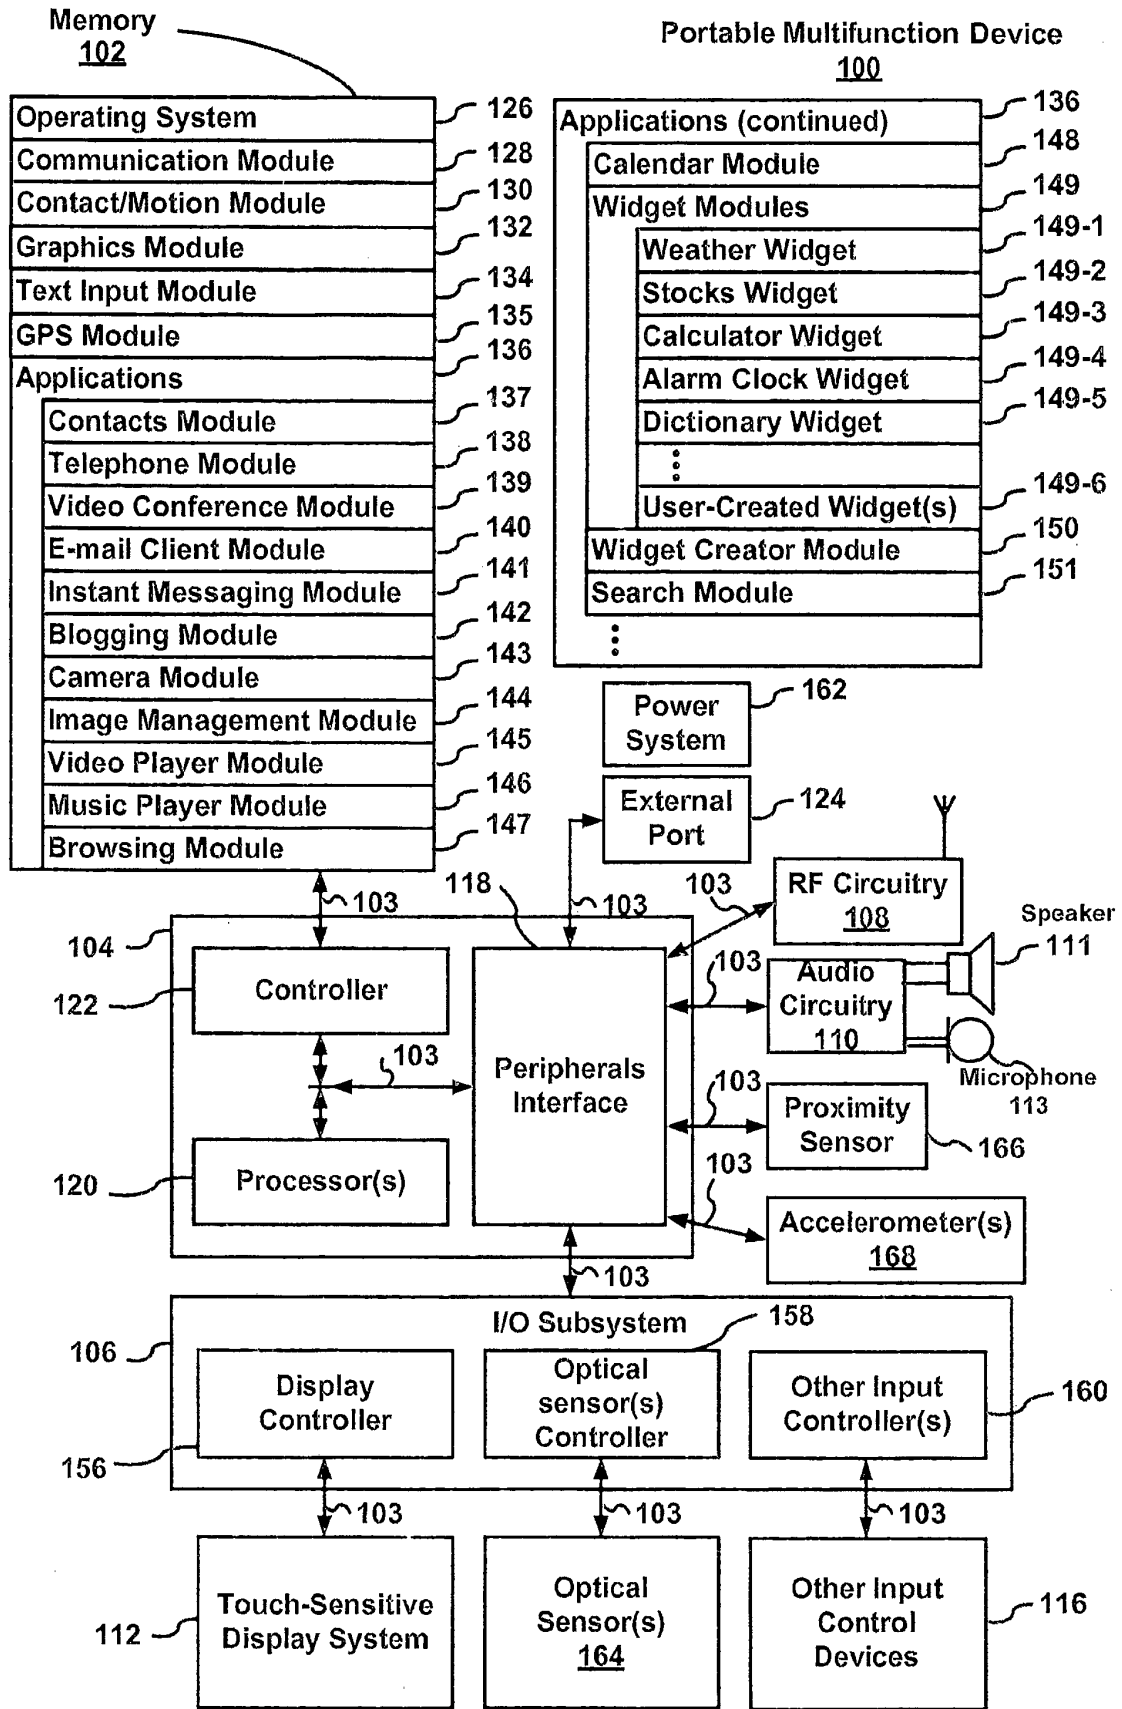 Memory
102
Operating System
126
Communication Module
128
Contact/Motion Module
130
Graphics Module
132
Text Input Module
134
GPS Module
135
Applications
136
Contacts Module
137
Telephone Module
138
Video Conference Module
139
E-mail Client Module
140
Instant Messaging Module
141
Blogging Module
142
Camera Module
143
Image Management Module
144
Video Player Module
145
Music Player Module
146
Browsing Module
147
Portable Multifunction Device
100
Applications (continued)
136
Calendar Module
148
Widget Modules
149
Weather Widget
149-1
Stocks Widget
149-2
Calculator Widget
149-3
Alarm Clock Widget
149-4
Dictionary Widget
149-5
User-Created Widget(s)
149-6
Widget Creator Module
150
Search Module
151
Power
System
162
External
Port
124
103
118
103
103
RF Circuitry
108
104
Controller
122
103
Peripherals
Interface
Processor(s)
120
103
Audio
Circuitry
110
Speaker
111
Microphone
113
103
Proximity
Sensor
166
103
Accelerometer(s)
168
103
I/O Subsystem
106
Display
Controller
156
Optical
sensor(s)
Controller
158
Other Input
Controller(s)
160
103
103
103
Touch-Sensitive
Display System
112
Optical
Sensor(s)
164
Other Input
Control
Devices
116